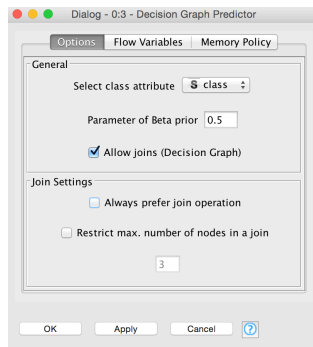 Dialog - 0:3 - Decision Graph Predictor
Options Flow Variables Memory Policy
General
Select class attribute S class
Parameter of Beta prior 0.5
Allow joins (Decision Graph)
Join Settings
Always prefer join operation
Restrict max. number of nodes in a join
3
OK Apply Cancel ?